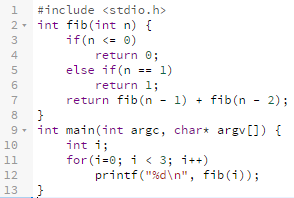 1 #include <stdio.h>
2 int fib(int n) {
3     if(n <= 0)
4         return 0;
5     else if(n == 1)
6         return 1;
7     return fib(n - 1) + fib(n - 2);
8 }
9 int main(int argc, char* argv[]) {
10     int i;
11     for(i=0; i < 3; i++)
12         printf("%d\n", fib(i));
13 }